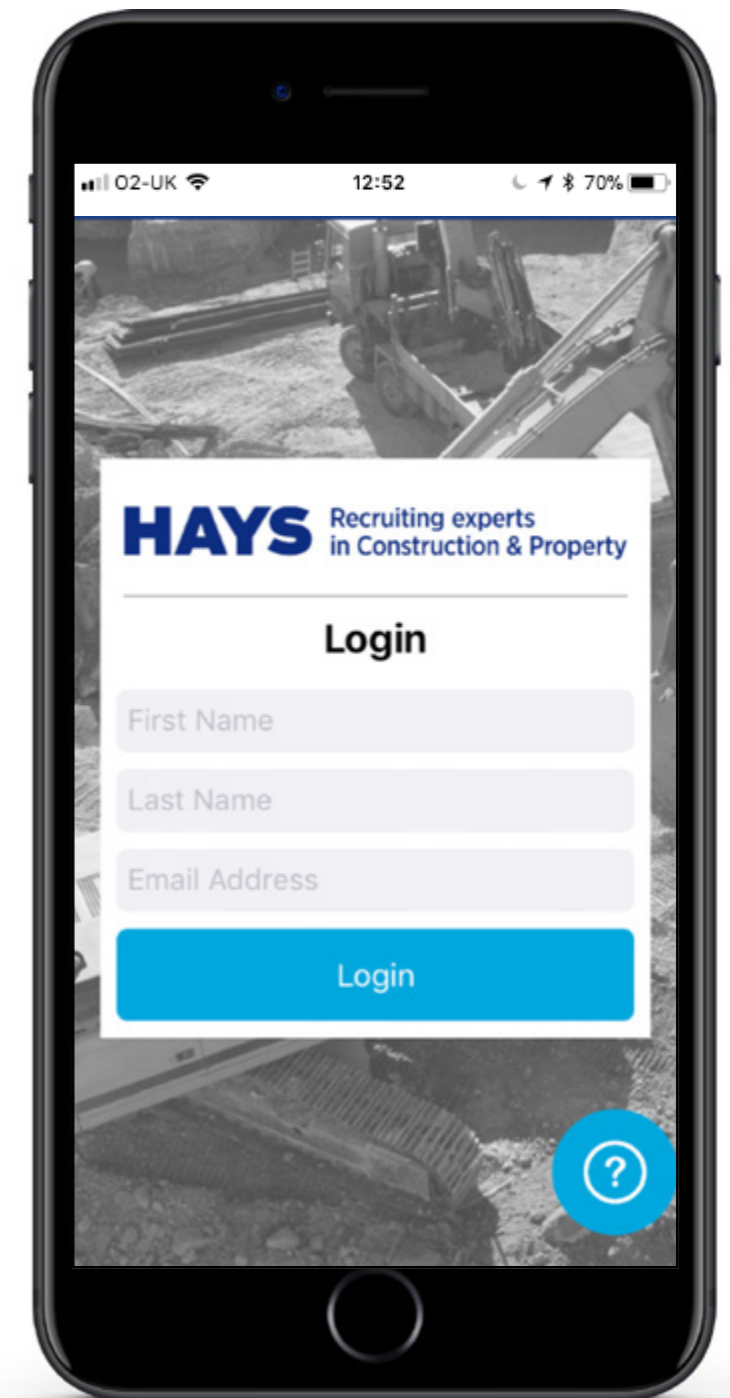 O2-UK 12:52 70%
HAYS Recruiting experts
in Construction & Property
Login
First Name
Last Name
Email Address
Login
?